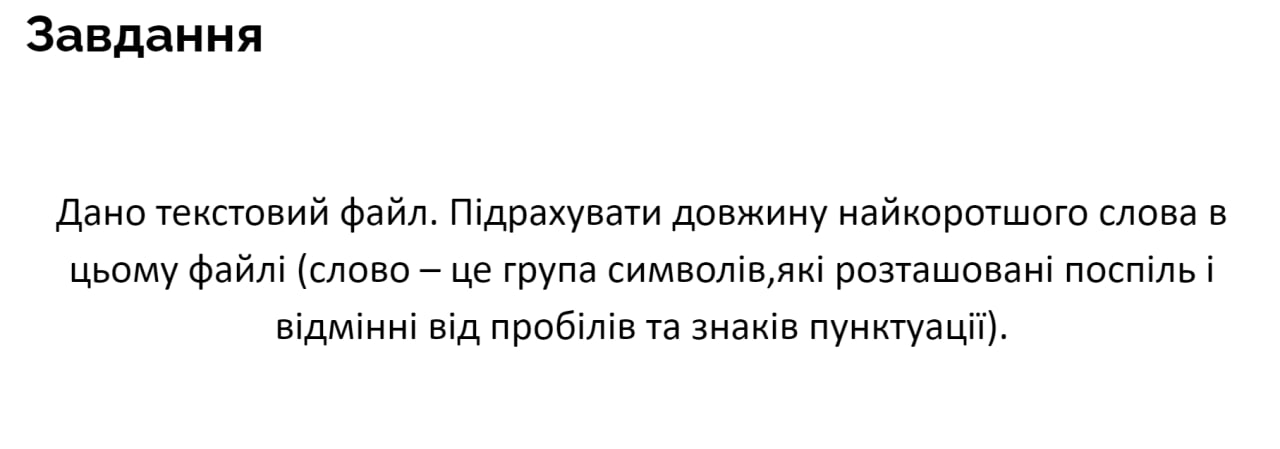 Завдання
Дано текстовий файл. Підрахувати довжину найкоротшого слова в
цьому файлі (слово – це група символів,які розташовані поспіль і
відмінні від пробілів та знаків пунктуації).